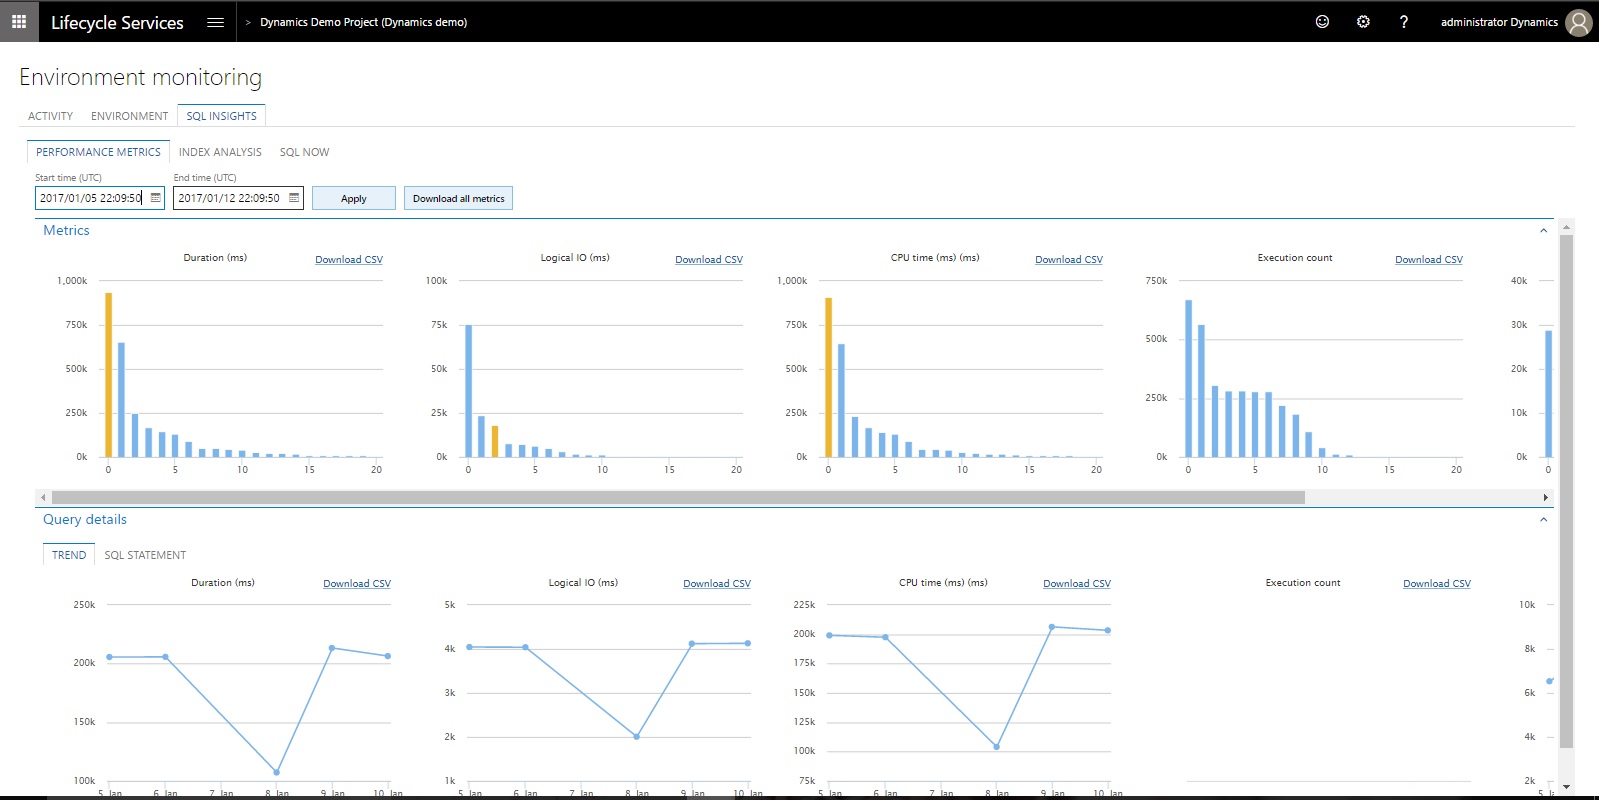 Lifecycle Services > Dynamics Demo Project (Dynamics demo) ? administrator Dynamics
Environment monitoring
ACTIVITY ENVIRONMENT SQL INSIGHTS
PERFORMANCE METRICS INDEX ANALYSIS SQL NOW
Start time (UTC) End time (UTC)
2017/01/05 22:09:50 2017/01/12 22:09:50 Apply Download all metrics
Metrics
Duration (ms) Download CSV
1,000k
750k
500k
250k
0k
0 5 10 15 20
Logical IO (ms) Download CSV
100k
75k
50k
25k
0k
0 5 10 15 20
CPU time (ms) (ms) Download CSV
1,000k
750k
500k
250k
0k
0 5 10 15 20
Execution count Download CSV
750k
500k
250k
0k
0 5 10 15 20
40k
30k
20k
10k
0k
0
Query details
TREND SQL STATEMENT
Duration (ms) Download CSV
250k
200k
150k
100k
5 Jan 6 Jan 7 Jan 8 Jan 9 Jan 10 Jan
Logical IO (ms) Download CSV
5k
4k
3k
2k
1k
5 Jan 6 Jan 7 Jan 8 Jan 9 Jan 10 Jan
CPU time (ms) (ms) Download CSV
225k
200k
175k
150k
125k
100k
75k
5 Jan 6 Jan 7 Jan 8 Jan 9 Jan 10 Jan
Execution count Download CSV
10k
8k
6k
4k
2k